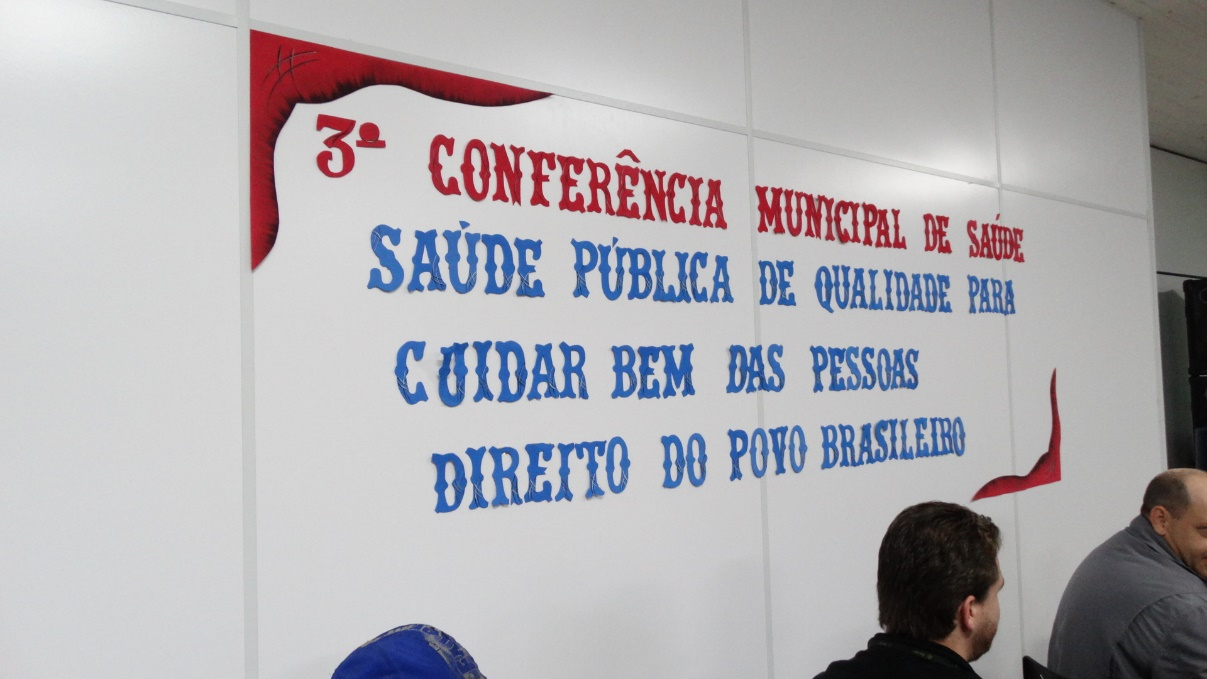 3ª CONFERÊNCIA MUNICIPAL DE SAÚDE
SAÚDE PÚBLICA DE QUALIDADE PARA
CUIDAR BEM DAS PESSOAS
DIREITO DO POVO BRASILEIRO